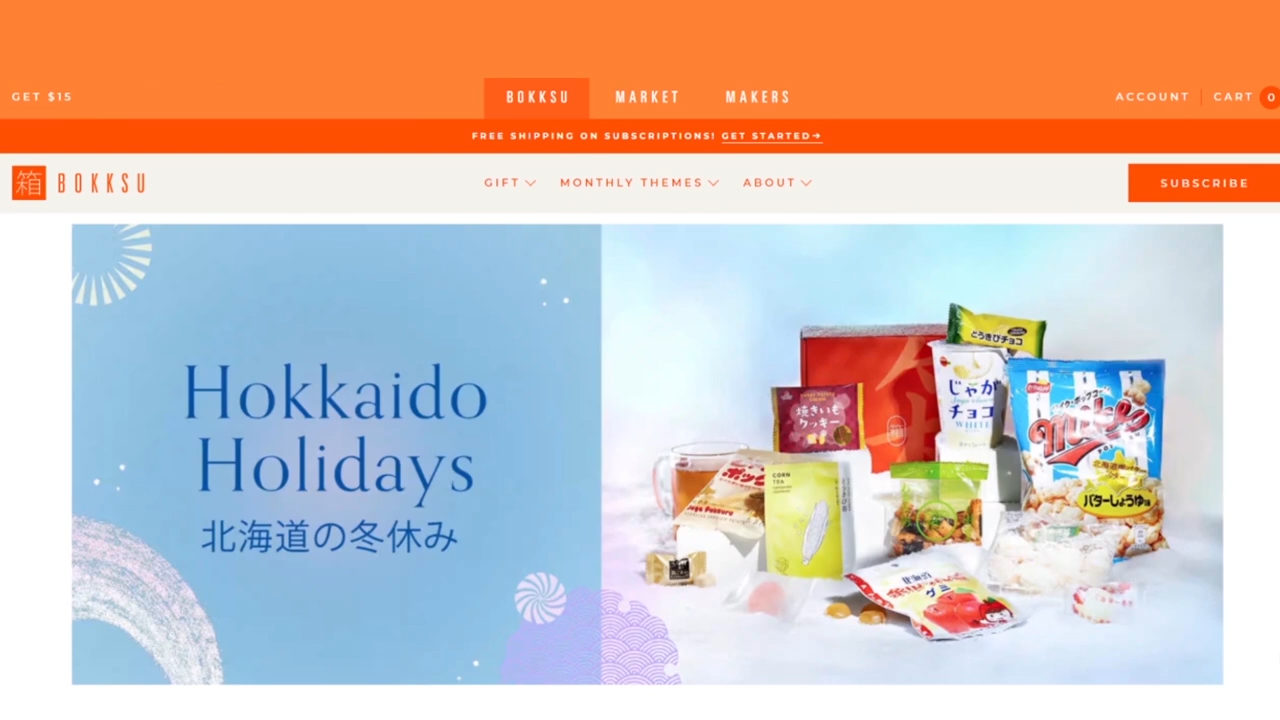 GET $15
BOKKSU
MARKET
MAKERS
ACCOUNT
CART
0
FREE SHIPPING ON SUBSCRIPTIONS! GET STARTED→
箱 BOKKSU
GIFT
MONTHLY THEMES
ABOUT
SUBSCRIBE
Hokkaido
Holidays
北海道の冬休み
とうきびチョコ
じゃが
チョコ
WHITE
焼きいも
クッキー
CORN
TEA
Mike
北海道
バターしょうゆ味
グミ